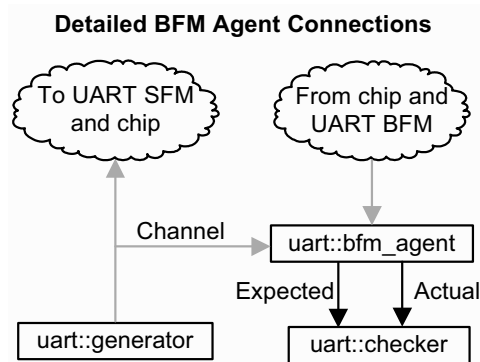 Detailed BFM Agent Connections
To UART SFM
and chip
From chip and
UART BFM
Channel
uart::bfm_agent
Expected
Actual
uart::generator
uart::checker